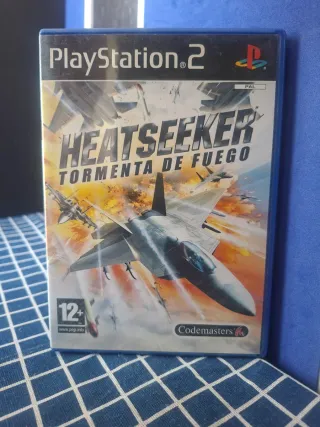 PlayStation®2
PAL
HEATSEEKER
TORMENTA DE FUEGO
12+
www.pegi.info
Codemasters